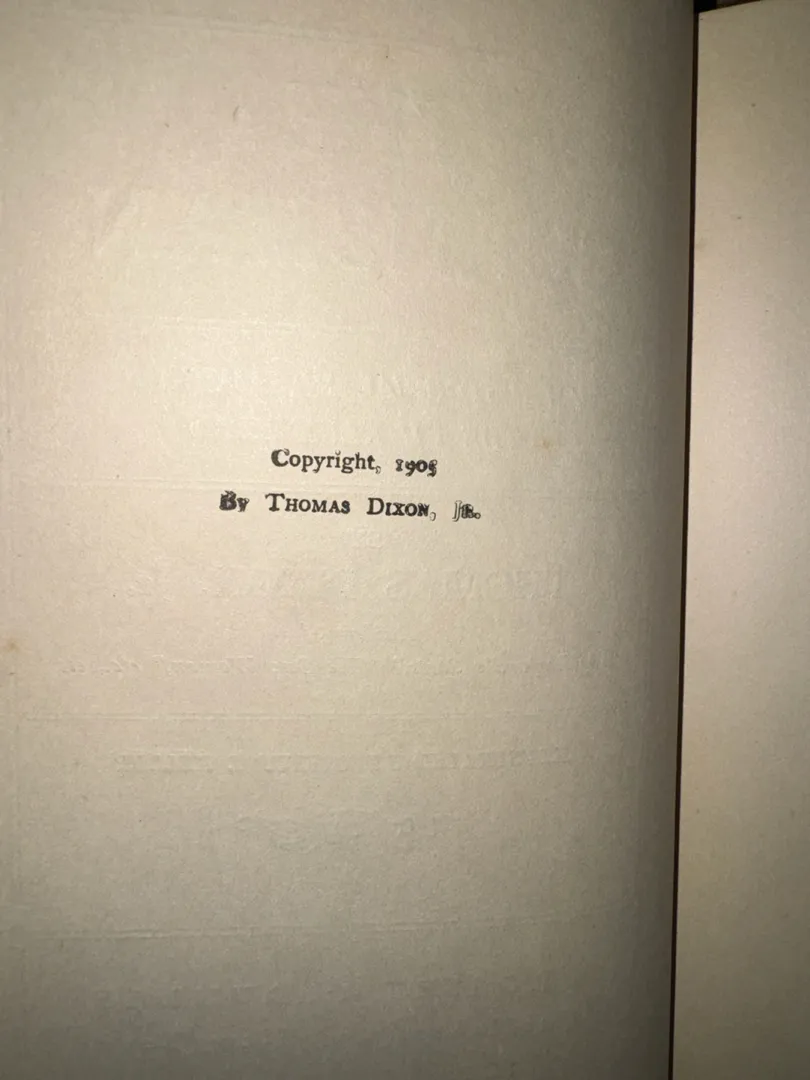 Copyright, 1905
By Thomas Dixon, Jr.